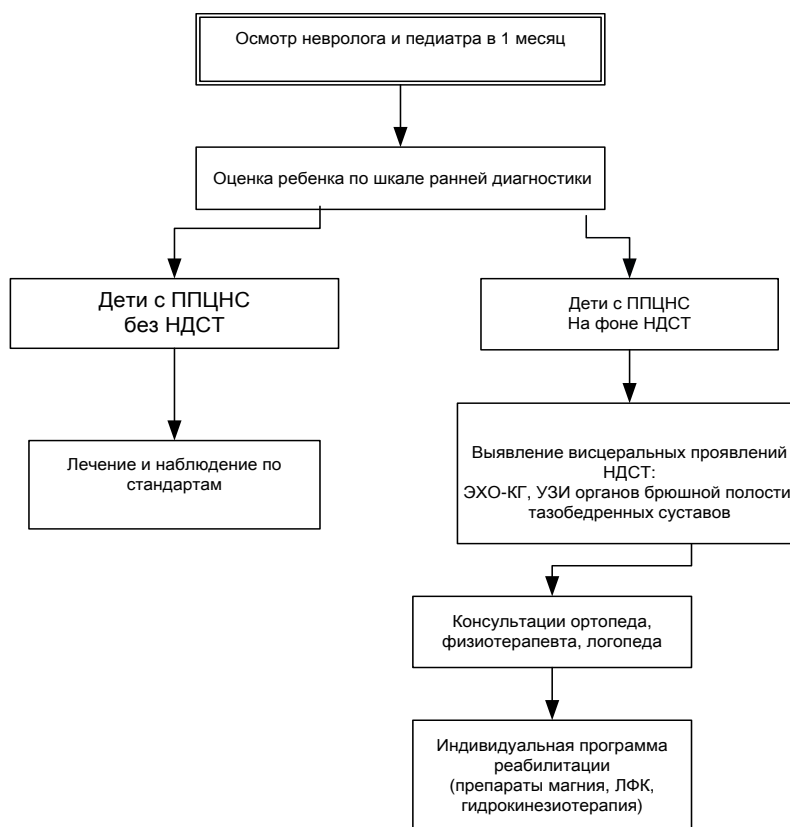 Осмотр невролога и педиатра в 1 месяц
Оценка ребенка по шкале ранней диагностики
Дети с ППЦНС
без НДСТ
Дети с ППЦНС
На фоне НДСТ
Лечение и наблюдение по
стандартам
Выявление висцеральных проявлений
НДСТ:
ЭХО-КГ, УЗИ органов брюшной полости
тазобедренных суставов
Консультации ортопеда,
физиотерапевта, логопеда
Индивидуальная программа
реабилитации
(препараты магния, ЛФК,
гидрокинезиотерапия)